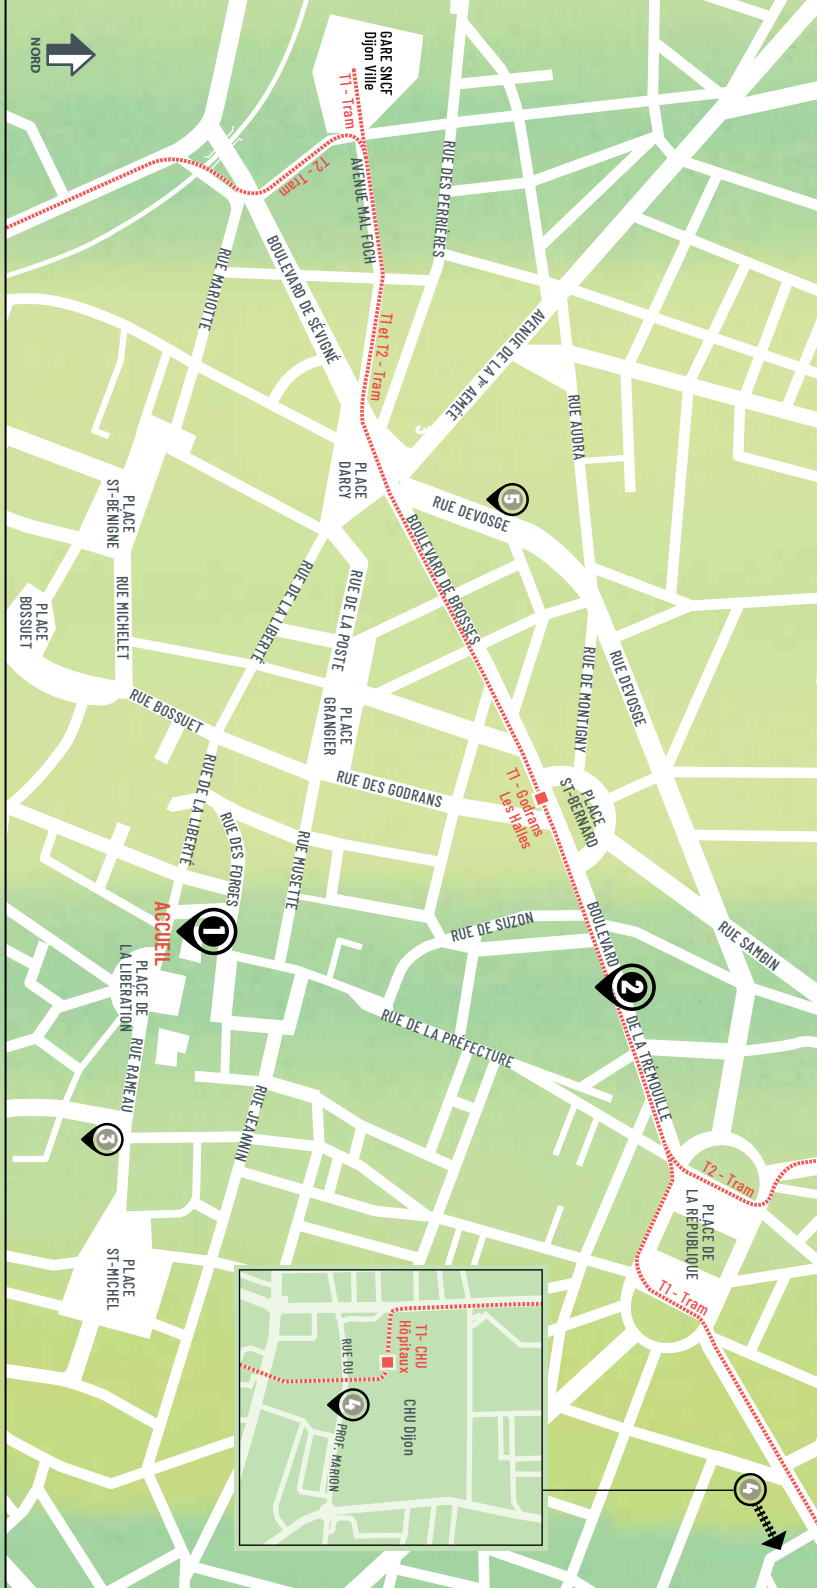 NORD
GARE SNCF
Dijon Ville
T1 - Tram
T2 - Tram
AVENUE MAL FOCH
RUE DES PERRIÈRES
RUE MARIOTTE
BOULEVARD DE SÉVIGNÉ
T1 et T2 - Tram
AVENUE DE LA 1er AEMÉE
RUE AUDRA
3
PLACE
DARCY
5
RUE DEVOSGE
PLACE
ST-BÉNIGNE
BOULEVARD DE BROSSES
RUE MICHELET
PLACE
BOSSUET
RUE DE LA LIBERTÉ
RUE DE LA POSTE
RUE DE MONTIGNY
RUE DEVOSGE
RUE BOSSUET
PLACE
GRANGIER
RUE DES GODRANS
T1 - Godrans
Les Halles
PLACE
ST-BERNARD
RUE DE LA LIBERTÉ
RUE DES FORGES
RUE MUSETTE
ACCUEIL
1
RUE DE SUZON
BOULEVARD
2
DE LA TRÉMOUILLE
RUE SAMBIN
PLACE DE
LA LIBÉRATION
RUE RAMEAU
RUE DE LA PRÉFECTURE
3
RUE JEANNIN
T2 - Tram
PLACE DE
LA RÉPUBLIQUE
T1 - Tram
PLACE
ST-MICHEL
T1- CHU
Hôpitaux
RUE DU
4
PROF. MARION
CHU Dijon
4